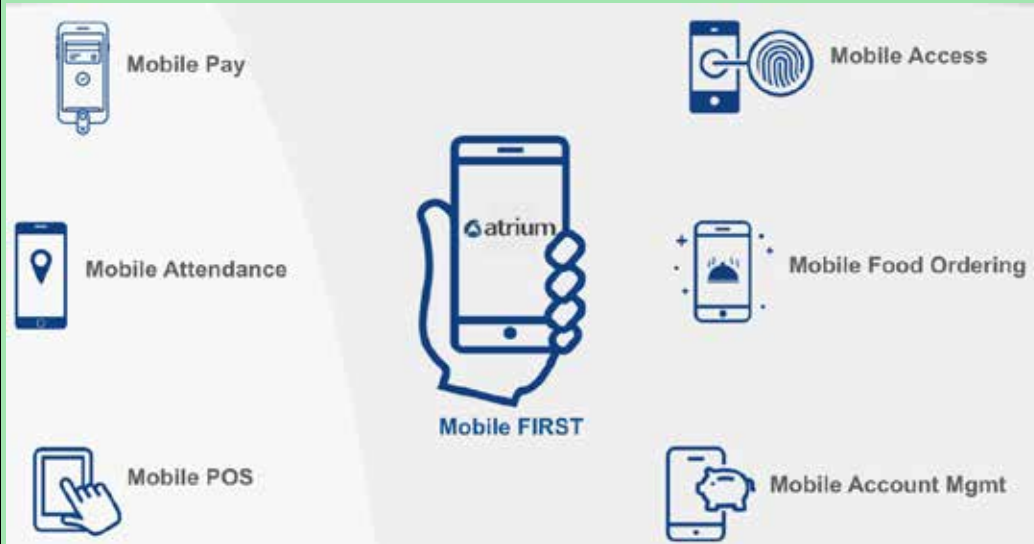 Mobile Pay
Mobile Access
atrium
Mobile Attendance
Mobile Food Ordering
Mobile FIRST
Mobile POS
Mobile Account Mgmt